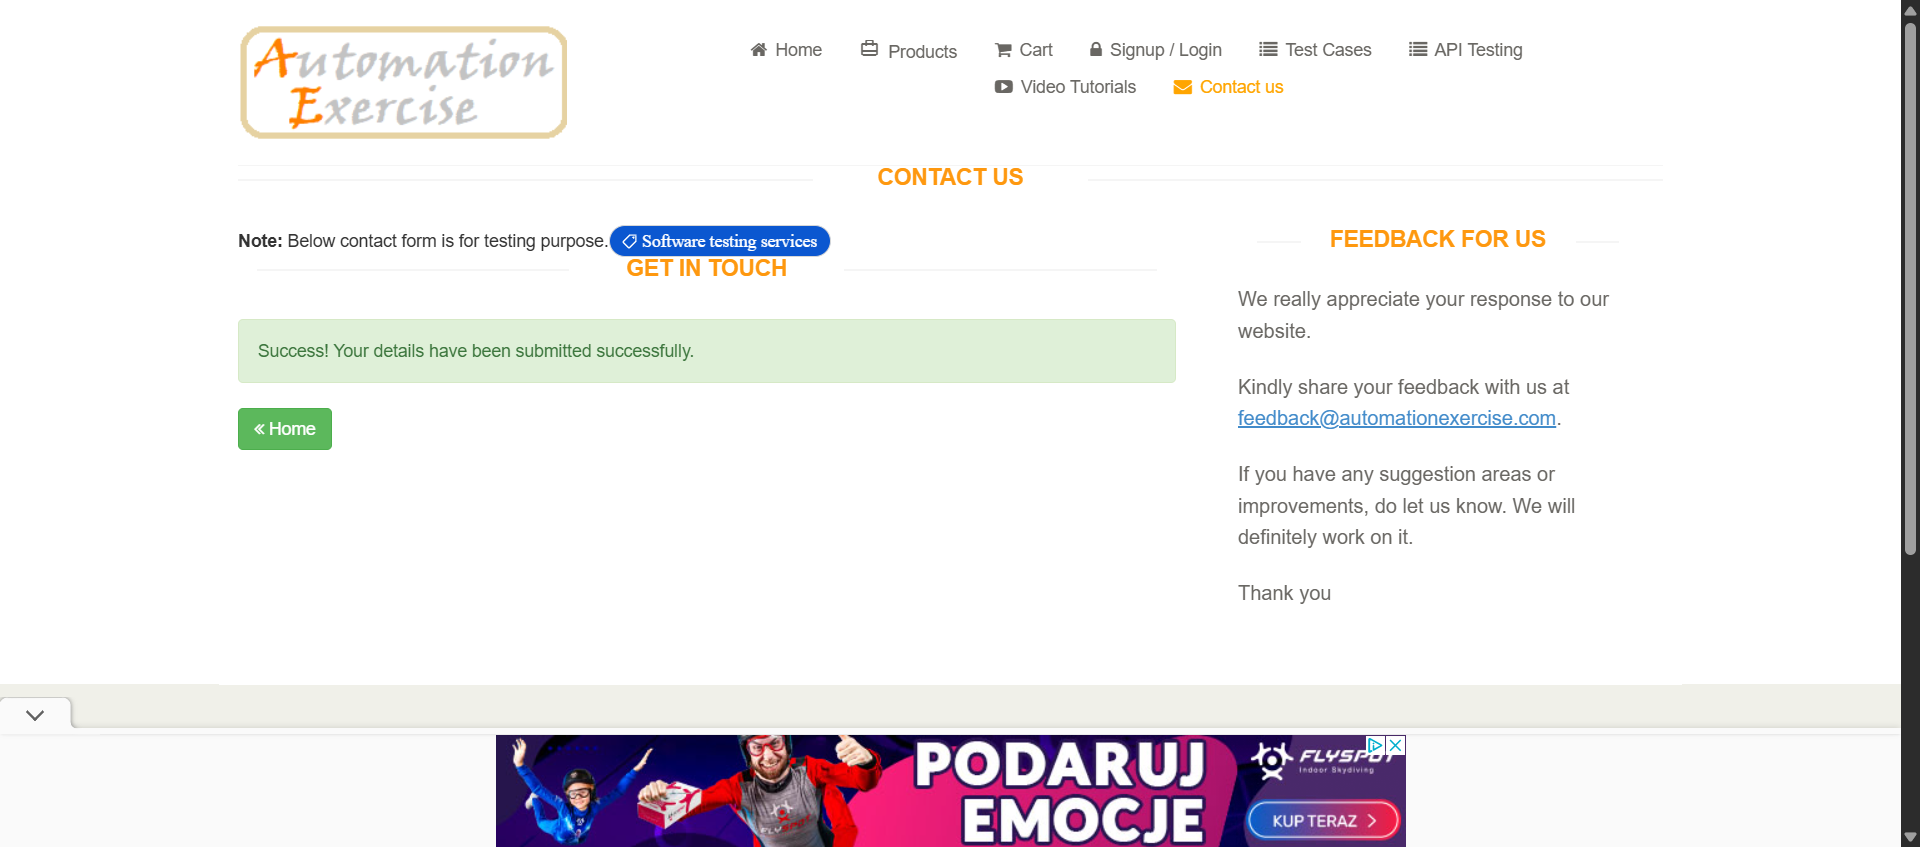 Automation
Exercise
Home
Products
Cart
Signup / Login
Test Cases
API Testing
Video Tutorials
Contact us
CONTACT US
Note: Below contact form is for testing purpose.
Software testing services
GET IN TOUCH
Success! Your details have been submitted successfully.
« Home
FEEDBACK FOR US
We really appreciate your response to our
website.
Kindly share your feedback with us at
feedback@automationexercise.com.
If you have any suggestion areas or
improvements, do let us know. We will
definitely work on it.
Thank you
PODARUJ
EMOCJE
FLYSPOT
FLYSPOT
Indoor Skydiving
KUP TERAZ